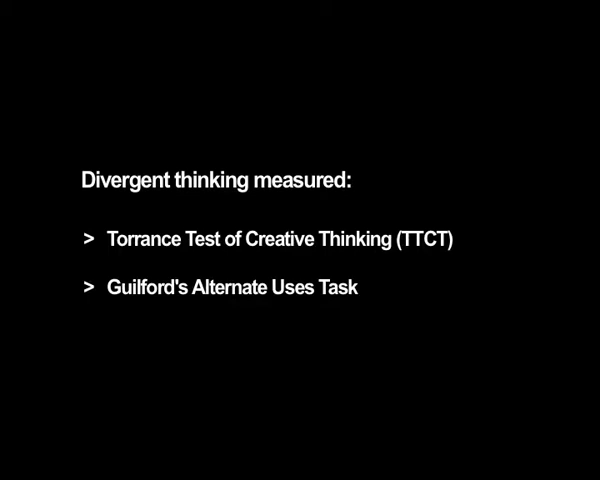 Divergent thinking measured:
> Torrance Test of Creative Thinking (TTCT)
> Guilford's Alternate Uses Task